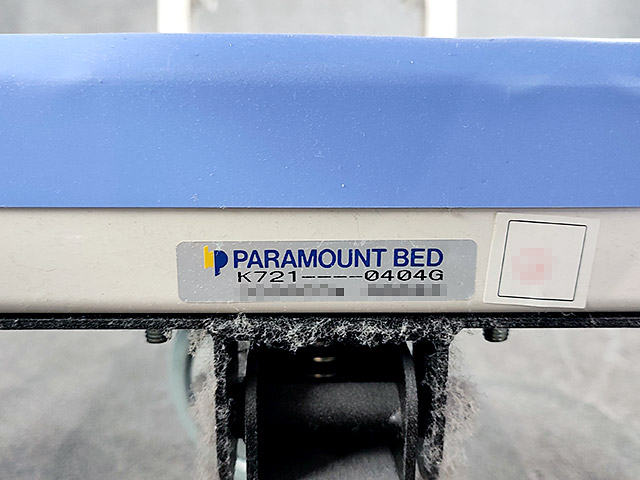 PARAMOUNT BED
K721----0404G